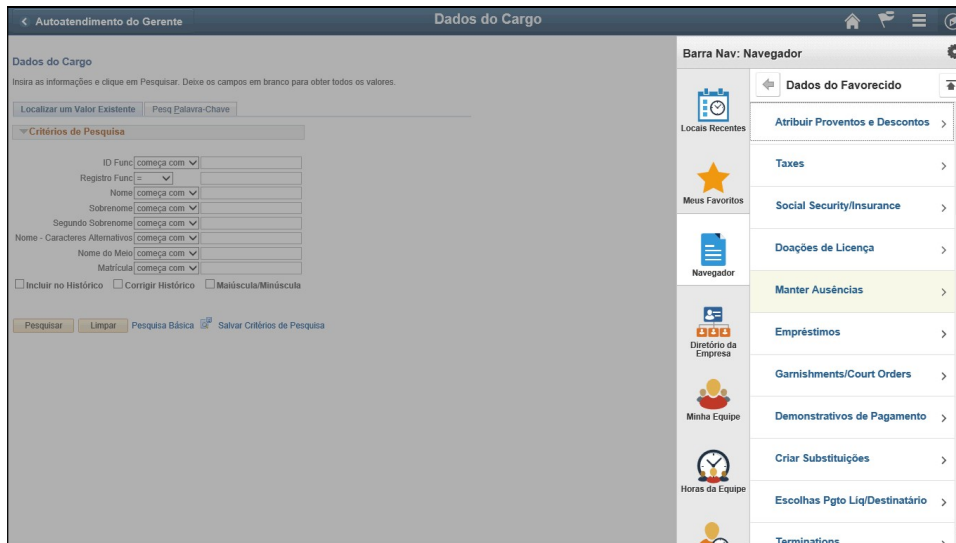 Autoatendimento do Gerente
Dados do Cargo
Dados do Cargo
Insira as informações e clique em Pesquisar. Deixe os campos em branco para obter todos os valores.
Localizar um Valor Existente
Pesq Palavra-Chave
Critérios de Pesquisa
ID Func começa com
Registro Func =
Nome começa com
Sobrenome começa com
Segundo Sobrenome começa com
Nome - Caracteres Alternativos começa com
Nome do Meio começa com
Matrícula começa com
Incluir no Histórico Corrigir Histórico Maiúscula/Minúscula
Pesquisar Limpar Pesquisa Básica Salvar Critérios de Pesquisa
Barra Nav: Navegador
Locais Recentes
Meus Favoritos
Navegador
Diretório da
Empresa
Minha Equipe
Horas da Equipe
Dados do Favorecido
Atribuir Proventos e Descontos
Taxes
Social Security/Insurance
Doações de Licença
Manter Ausências
Empréstimos
Garnishments/Court Orders
Demonstrativos de Pagamento
Criar Substituições
Escolhas Pgto Líq/Destinatário
Terminations